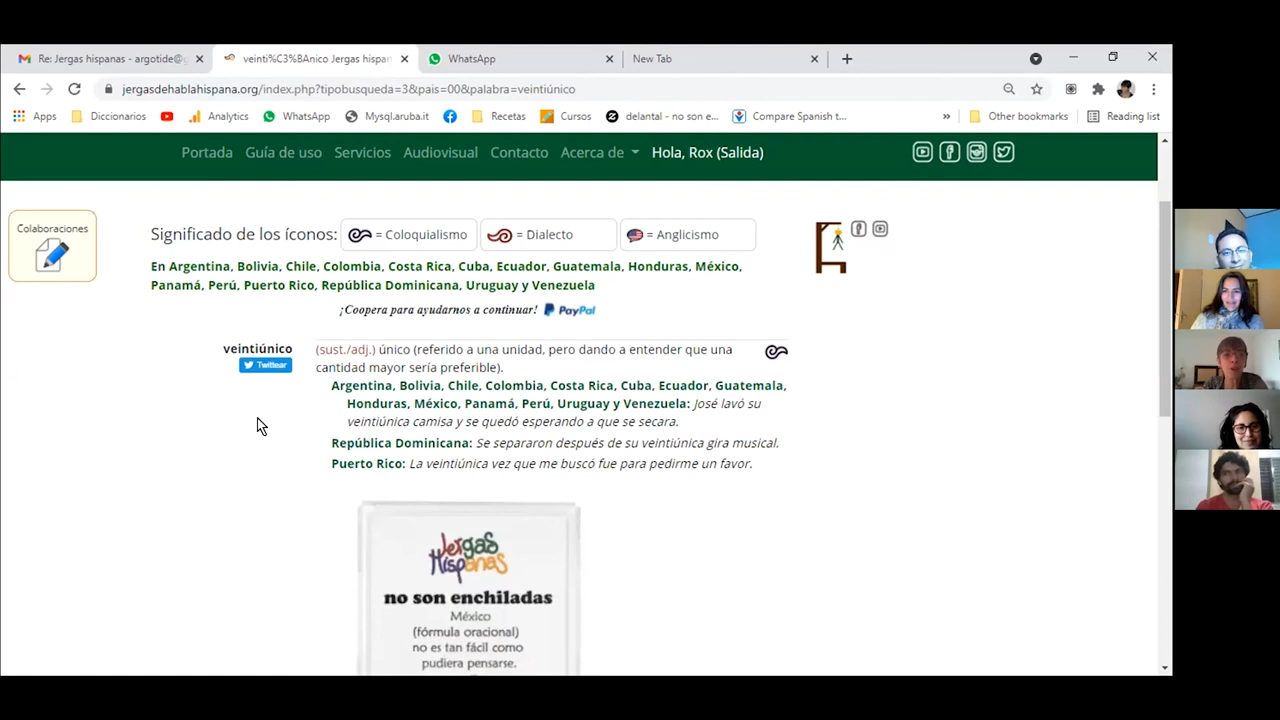 Re: Jergas hispanas - argotide@g
veinti%C3%BAnico Jergas hispan
WhatsApp
New Tab
jergasdehablahispana.org/index.php?tipobusqueda=3&pais=00&palabra=veintiúnico
Apps Diccionarios Analytics WhatsApp Mysql.aruba.it Recetas Cursos delantal - no son e... Compare Spanish t... » Other bookmarks Reading list
Portada Guía de uso Servicios Audiovisual Contacto Acerca de Hola, Rox (Salida)
Colaboraciones
Significado de los íconos: = Coloquialismo = Dialecto = Anglicismo
En Argentina, Bolivia, Chile, Colombia, Costa Rica, Cuba, Ecuador, Guatemala, Honduras, México,
Panamá, Perú, Puerto Rico, República Dominicana, Uruguay y Venezuela
¡Coopera para ayudarnos a continuar! PayPal
veintiúnico (sust./adj.) único (referido a una unidad, pero dando a entender que una
Twittear
cantidad mayor sería preferible).
Argentina, Bolivia, Chile, Colombia, Costa Rica, Cuba, Ecuador, Guatemala,
Honduras, México, Panamá, Perú, Uruguay y Venezuela: José lavó su
veintiúnica camisa y se quedó esperando a que se secara.
República Dominicana: Se separaron después de su veintiúnica gira musical.
Puerto Rico: La veintiúnica vez que me buscó fue para pedirme un favor.
Jergas
Hispanas
no son enchiladas
México
(fórmula oracional)
no es tan fácil como
pudiera pensarse.